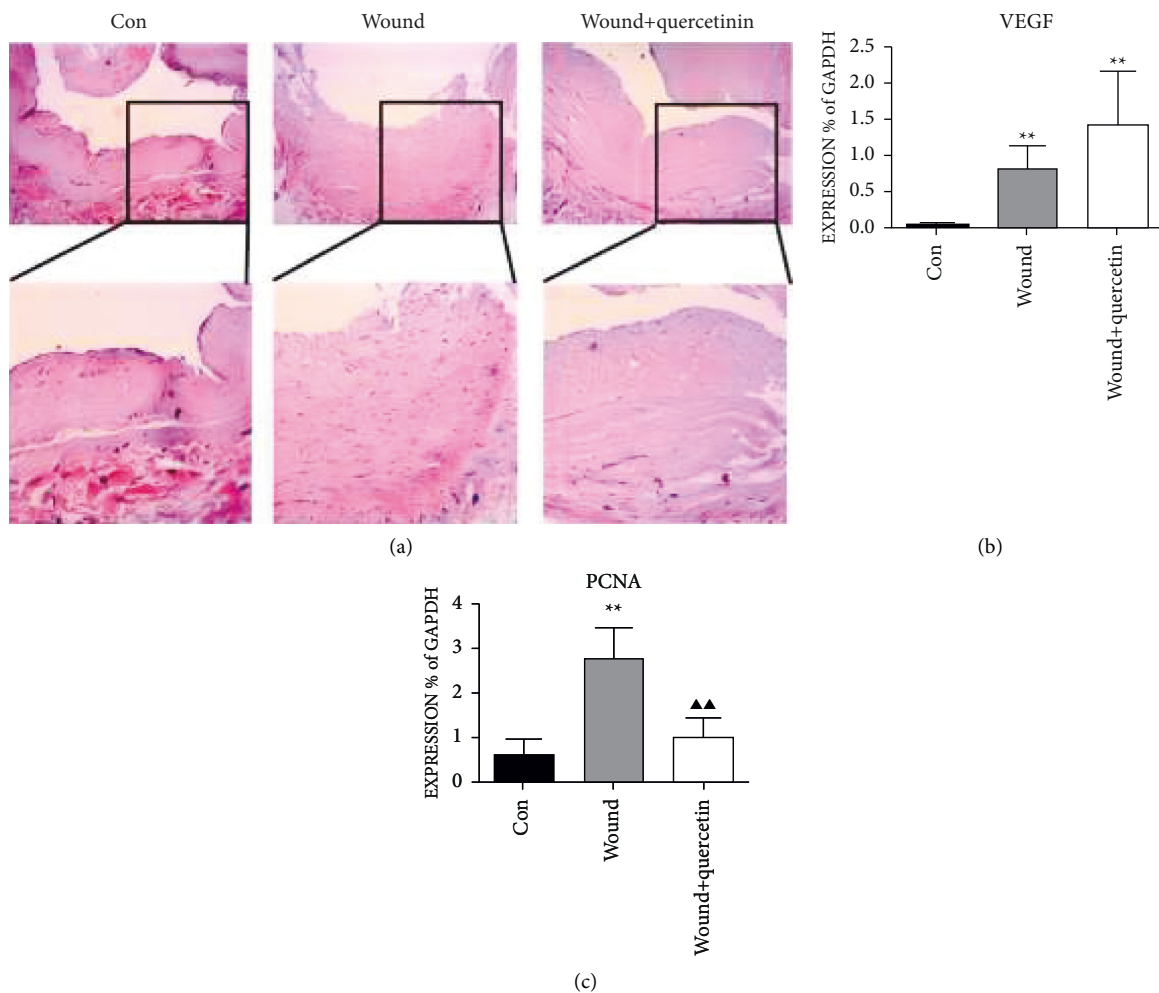 Con
Wound
Wound+quercetinin
(a)
VEGF
EXPRESSION % of GAPDH
2.5
2.0
1.5
1.0
0.5
0.0
**
**
Con
Wound
Wound+quercetin
(b)
PCNA
EXPRESSION % of GAPDH
4
3
2
1
0
**
▲▲
Con
Wound
Wound+quercetin
(c)